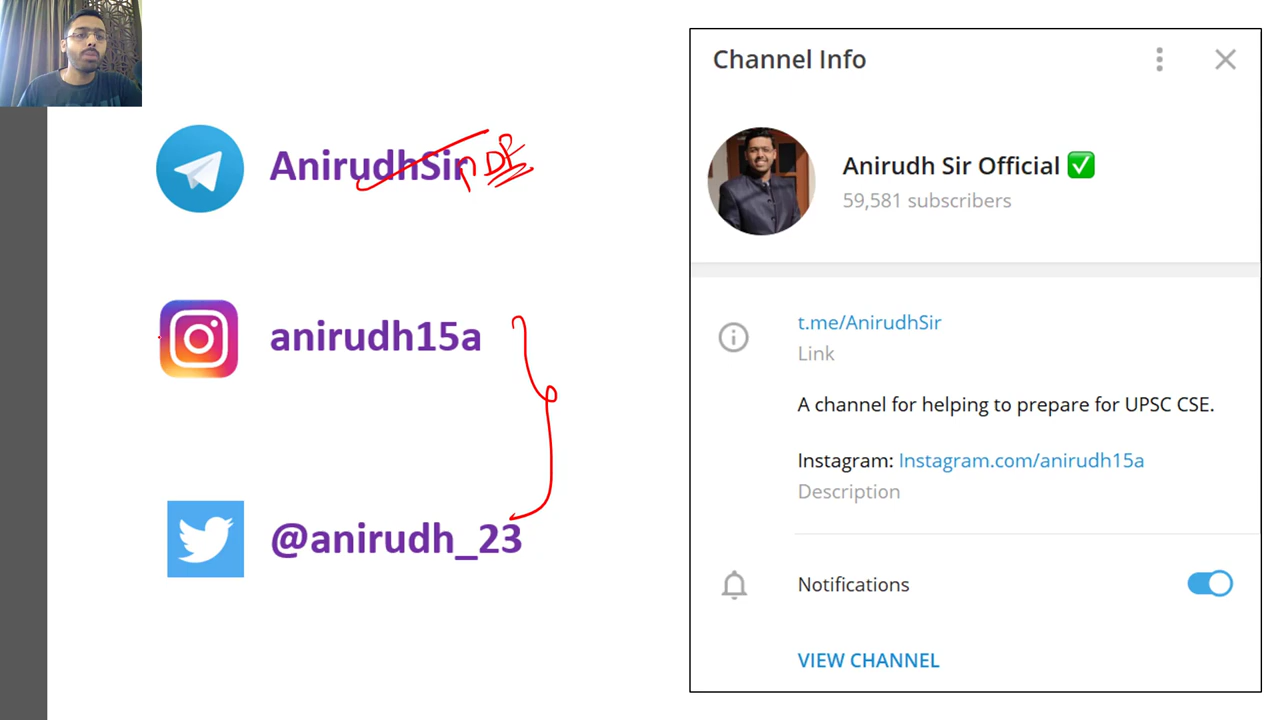 AnirudhSir
PDF
anirudh15a
@anirudh_23
Channel Info
Anirudh Sir Official ✅
59,581 subscribers
t.me/AnirudhSir
Link
A channel for helping to prepare for UPSC CSE.
Instagram: Instagram.com/anirudh15a
Description
Notifications
VIEW CHANNEL